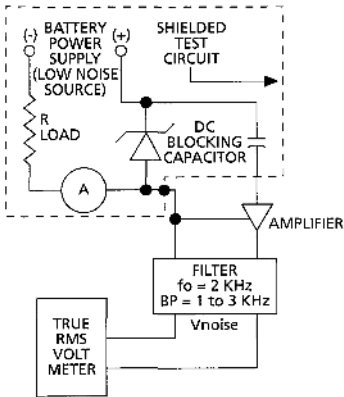 (-)
BATTERY
POWER
SUPPLY
(LOW NOISE
SOURCE)
(+)
SHIELDED
TEST
CIRCUIT
R
LOAD
DC
BLOCKING
CAPACITOR
A
AMPLIFIER
FILTER
fo = 2 KHz
BP = 1 to 3 KHz
Vnoise
TRUE
RMS
VOLT
METER